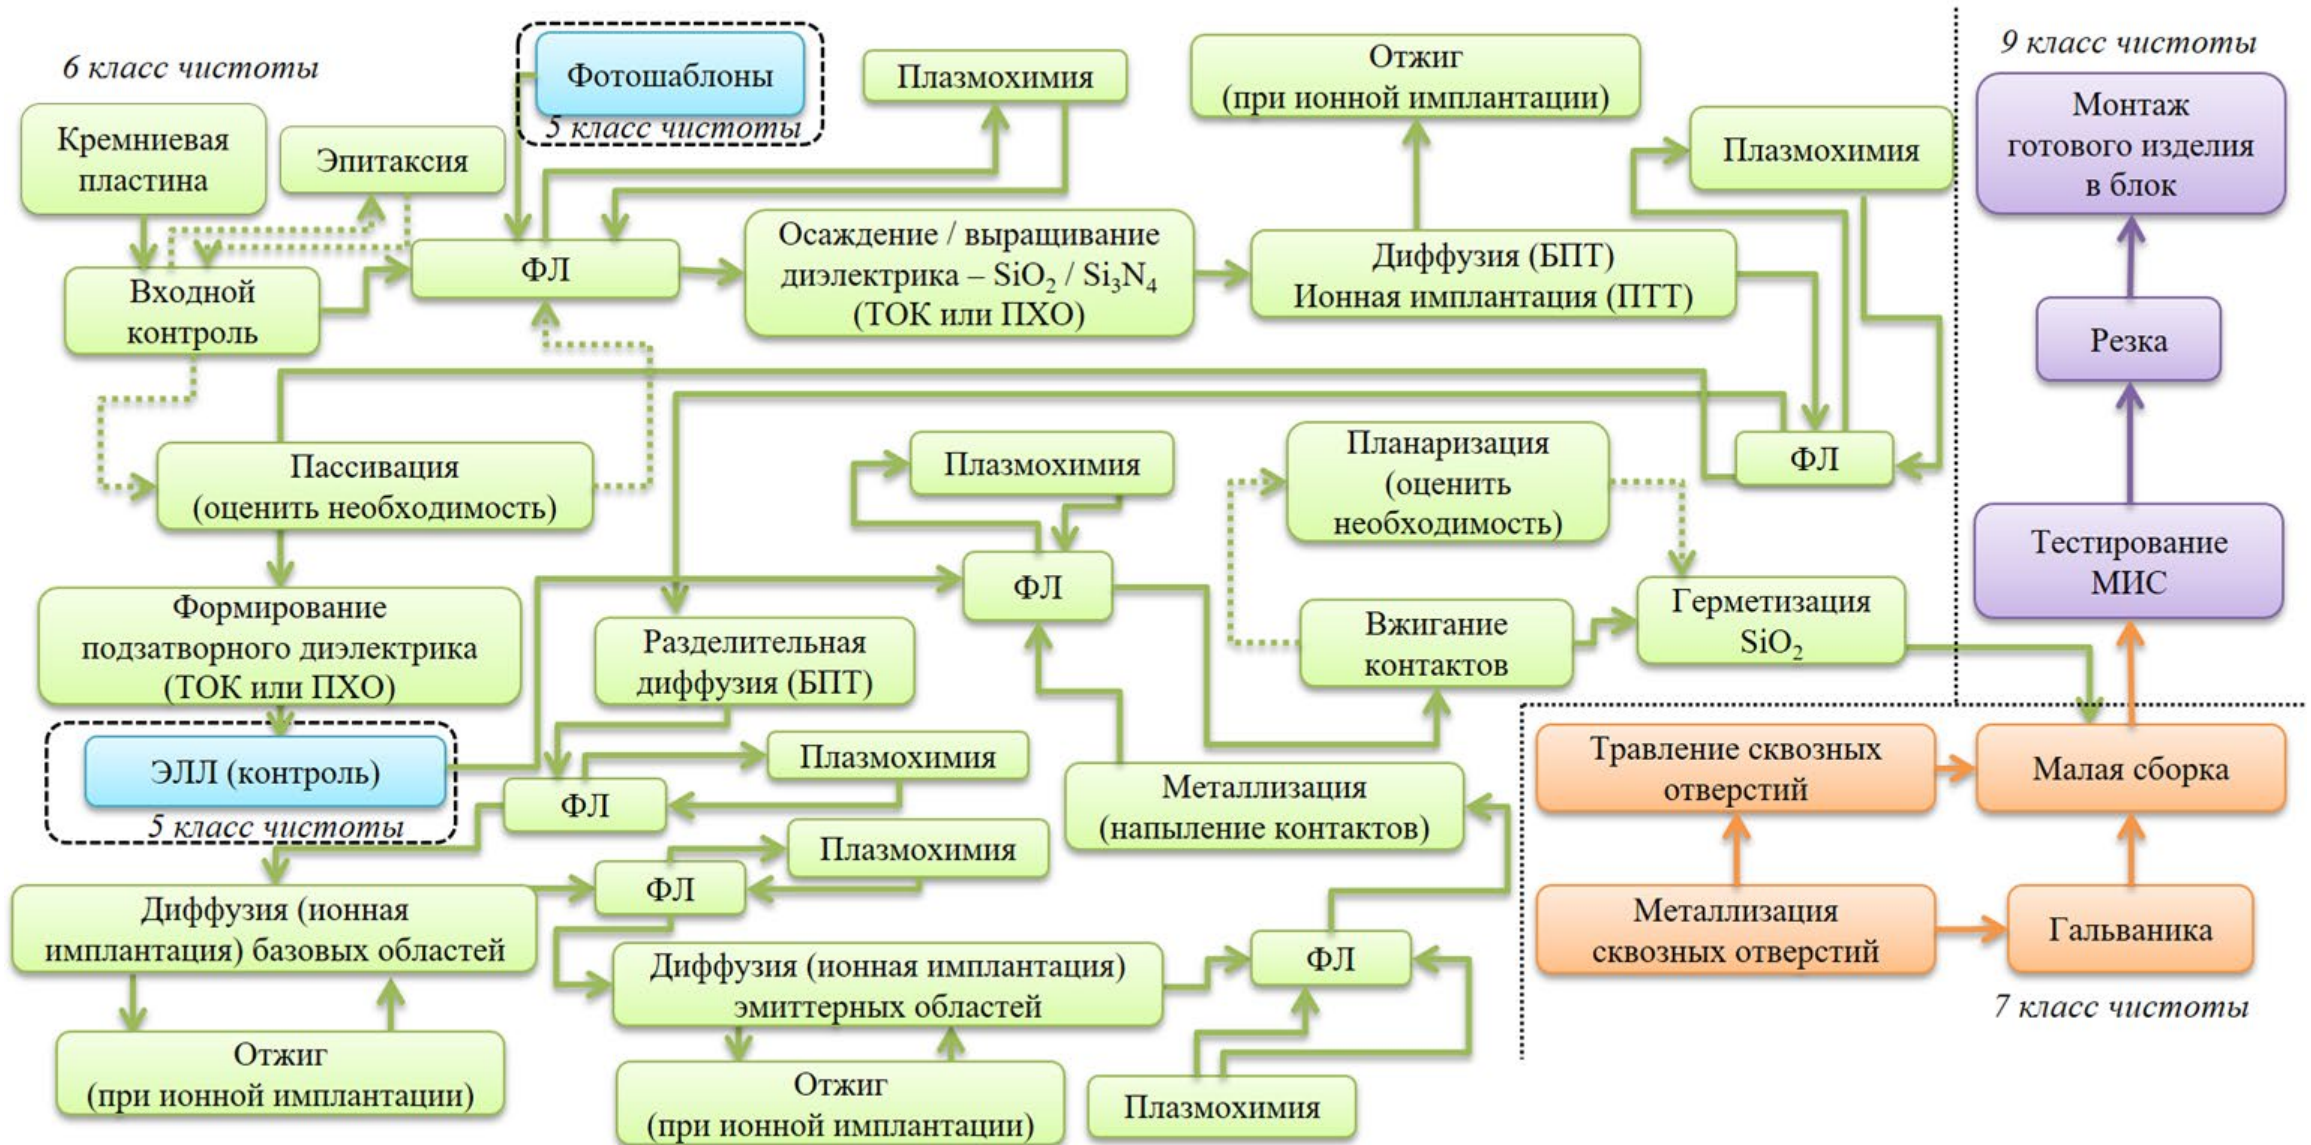 6 класс чистоты
Кремниевая
пластина
Эпитаксия
Входной
контроль
Фотошаблоны
5 класс чистоты
Плазмохимия
ФЛ
Осаждение / выращивание
диэлектрика – SiO₂ / Si₃N₄
(ТОК или ПХО)
Отжиг
(при ионной имплантации)
Диффузия (БПТ)
Ионная имплантация (ПТТ)
Плазмохимия
ФЛ
Пассивация
(оценить необходимость)
Формирование
подзатворного диэлектрика
(ТОК или ПХО)
ЭЛЛ (контроль)
5 класс чистоты
Разделительная
диффузия (БПТ)
ФЛ
Плазмохимия
Диффузия (ионная
имплантация) базовых областей
Отжиг
(при ионной имплантации)
ФЛ
Плазмохимия
Диффузия (ионная имплантация)
эмиттерных областей
Отжиг
(при ионной имплантации)
ФЛ
Плазмохимия
Металлизация
(напыление контактов)
Плазмохимия
ФЛ
Вжигание
контактов
Планаризация
(оценить
необходимость)
Герметизация
SiO₂
Травление сквозных
отверстий
Малая сборка
Металлизация
сквозных отверстий
Гальваника
7 класс чистоты
9 класс чистоты
Монтаж
готового изделия
в блок
Резка
Тестирование
МИС